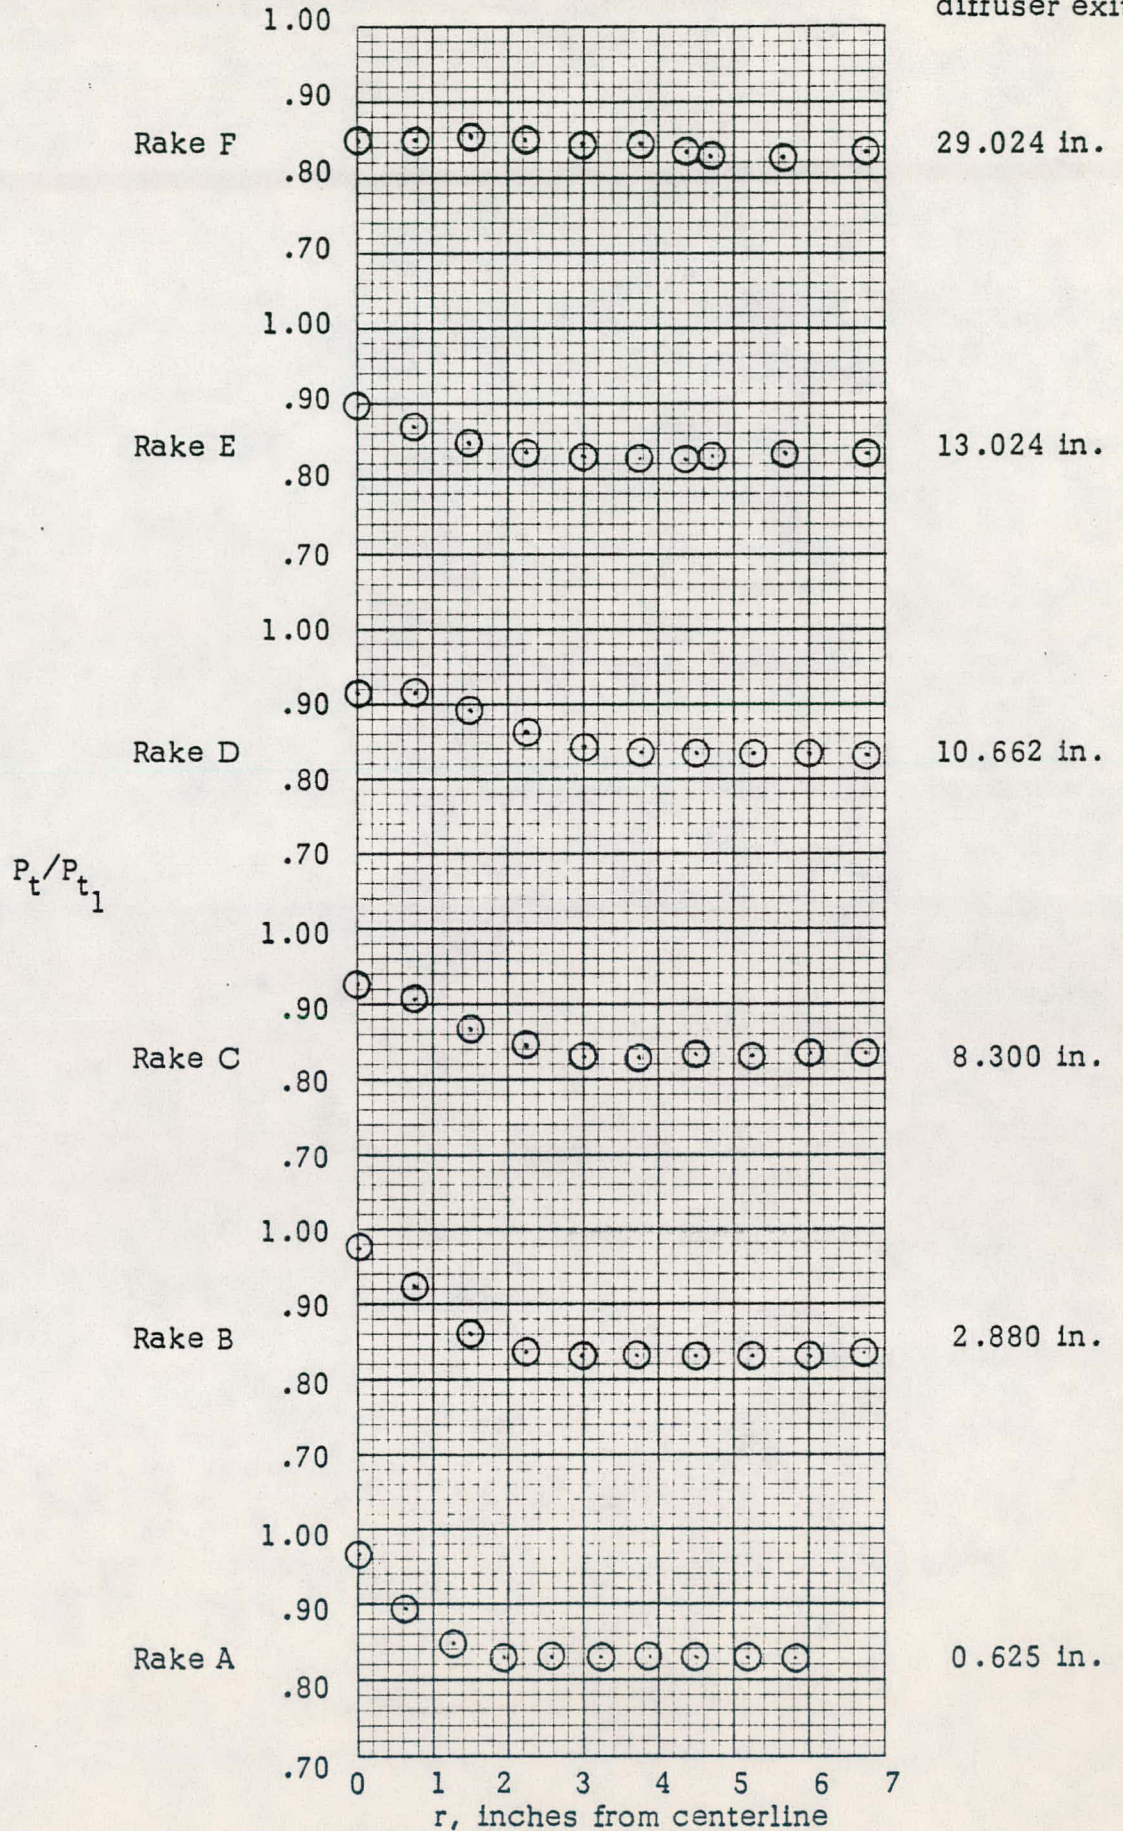 diffuser exi
1.00
.90
Rake F 29.024 in.
.80
.70
1.00
.90
Rake E 13.024 in.
.80
.70
1.00
.90
Rake D 10.662 in.
.80
.70
P_t/P_t_1
1.00
.90
Rake C 8.300 in.
.80
.70
1.00
.90
Rake B 2.880 in.
.80
.70
1.00
.90
Rake A 0.625 in.
.80
.70
0 1 2 3 4 5 6 7
r, inches from centerline